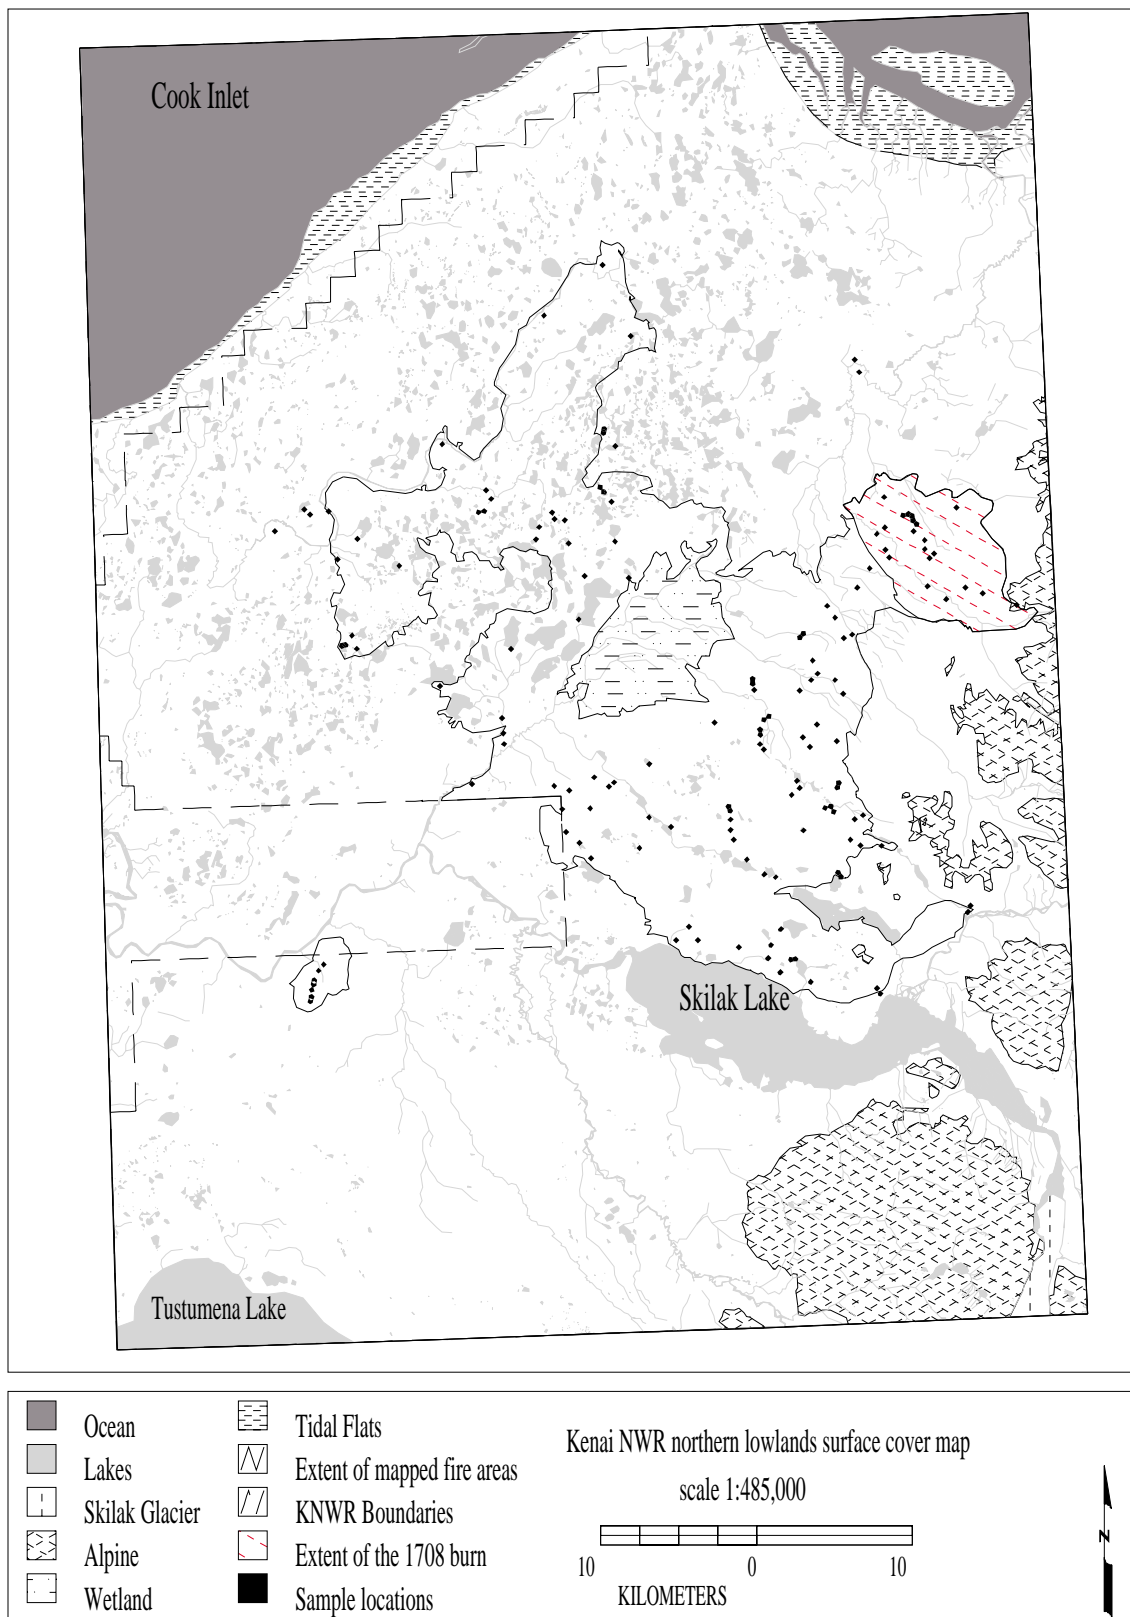 Cook Inlet
Skilak Lake
Tustumena Lake
Ocean
Lakes
Skilak Glacier
Alpine
Wetland
Tidal Flats
Extent of mapped fire areas
KNWR Boundaries
Extent of the 1708 burn
Sample locations
Kenai NWR northern lowlands surface cover map
scale 1:485,000
10 0 10
KILOMETERS
N